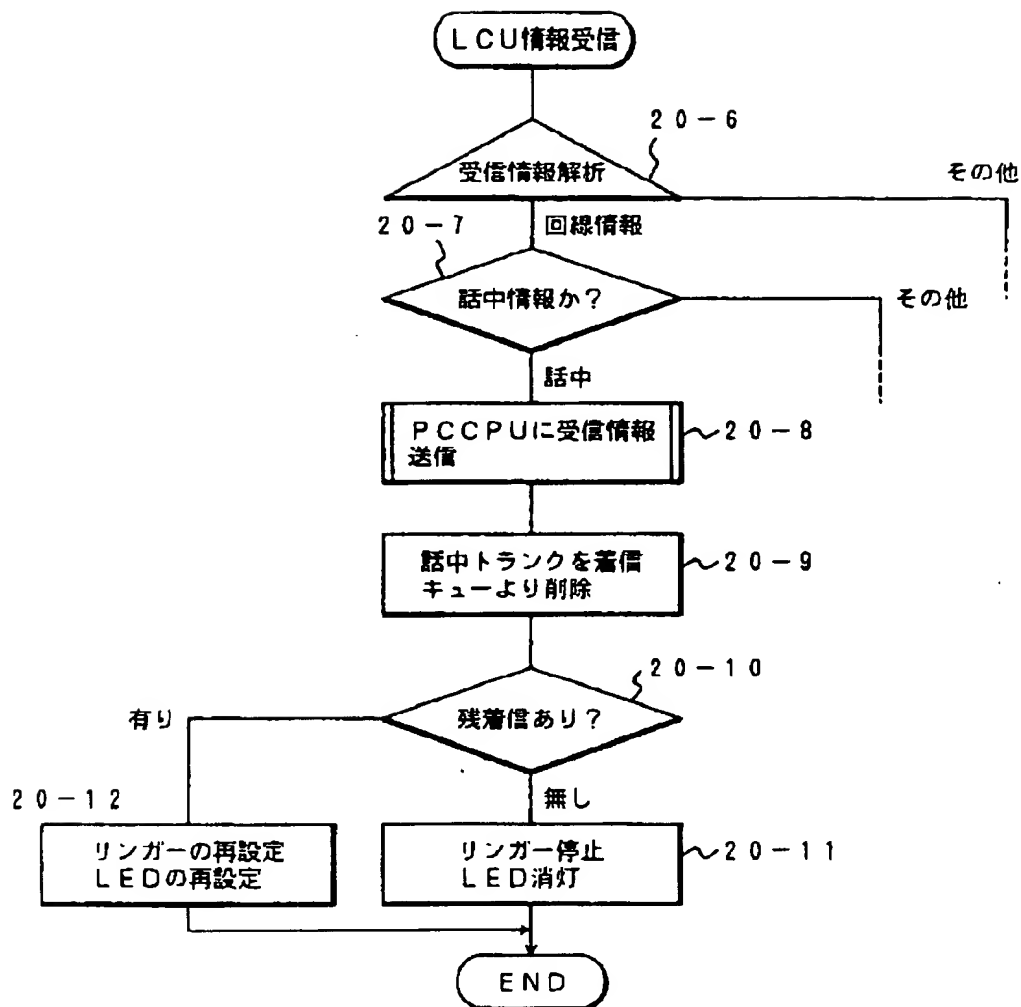 LCU情報受信
20-6
受信情報解析
その他
20-7
回線情報
話中情報か？
その他
話中
PCCPUに受信情報
送信
20-8
話中トランクを着信
キューより削除
20-9
20-10
有り
残着信あり？
20-12
無し
リンガーの再設定
LEDの再設定
リンガー停止
LED消灯
20-11
END